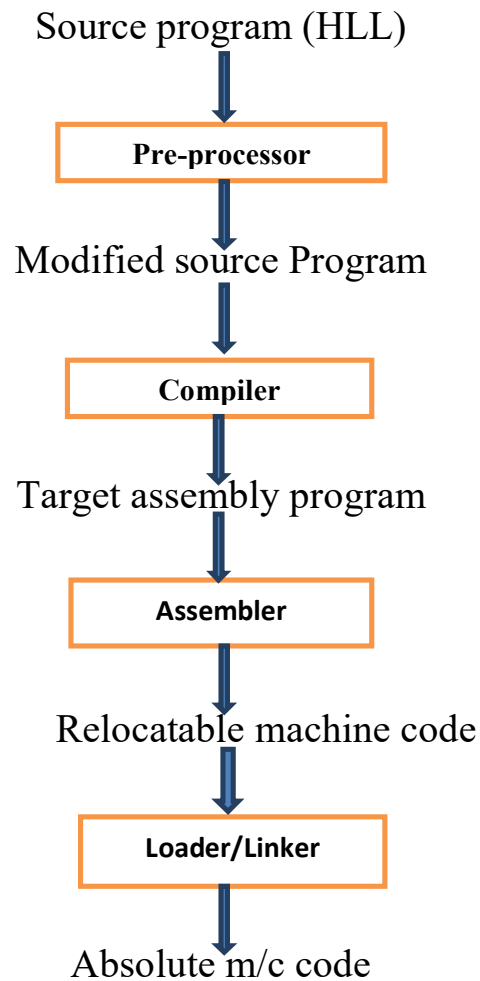 Source program (HLL)
Pre-processor
Modified source Program
Compiler
Target assembly program
Assembler
Relocatable machine code
Loader/Linker
Absolute m/c code